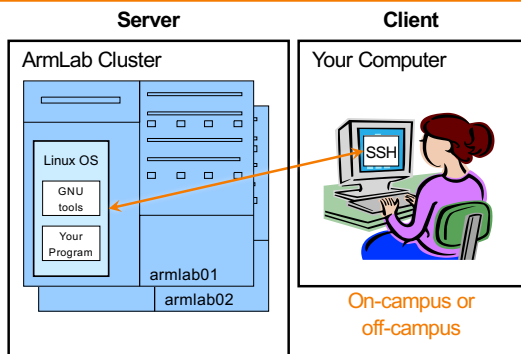 Server
Client
ArmLab Cluster
Your Computer
Linux OS
GNU
tools
Your
Program
SSH
armlab01
armlab02
On-campus or
off-campus